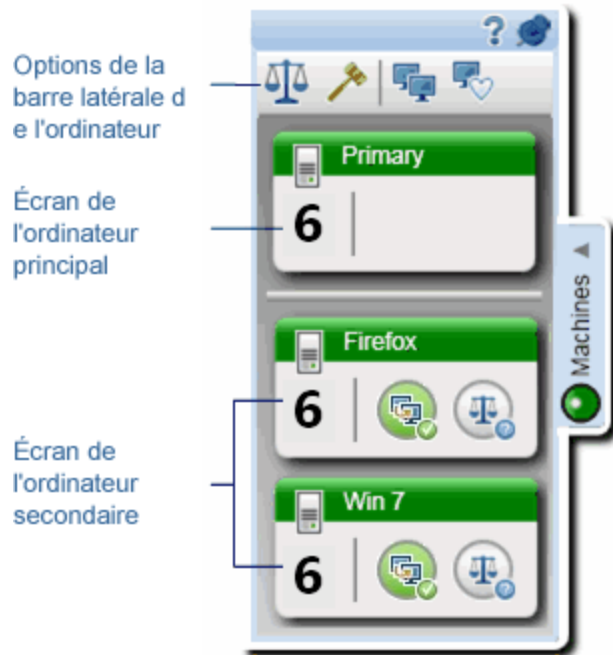 ?
Options de la
barre latérale d
e l'ordinateur
Primary
Écran de
l'ordinateur
principal
6
Machines
Firefox
6
Écran de
l'ordinateur
secondaire
Win 7
6